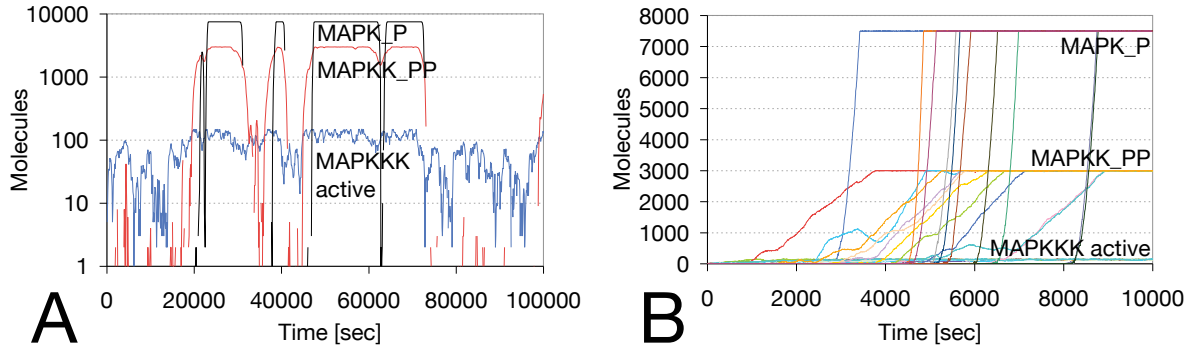 10000
1000
100
10
1
Molecules
MAPK_P
MAPKK_PP
MAPKKK
active
0 20000 40000 60000 80000 100000
Time [sec]
A
8000
7000
6000
5000
4000
3000
2000
1000
0
Molecules
MAPK_P
MAPKK_PP
MAPKKK active
0 2000 4000 6000 8000 10000
Time [sec]
B